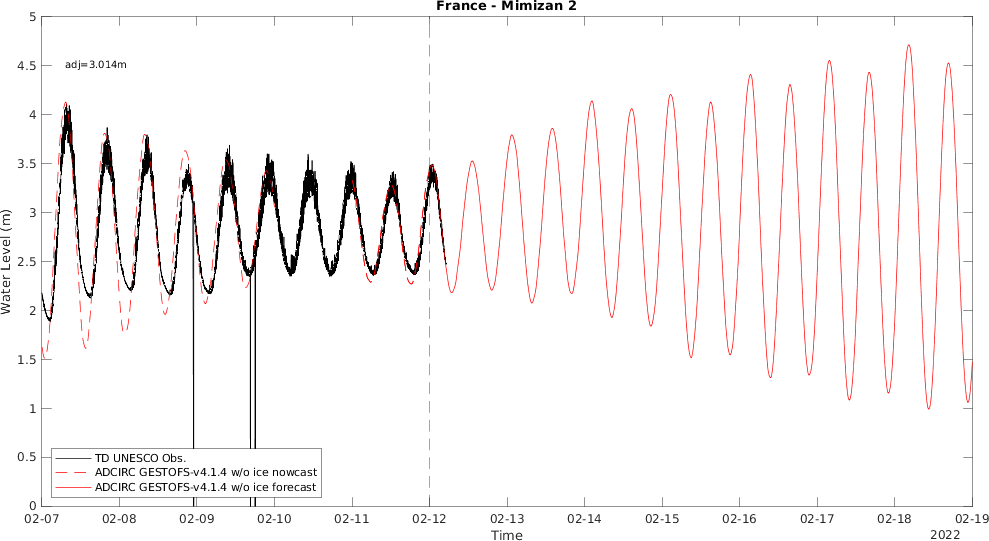 France - Mimizan 2
5
4.5
4
3.5
3
2.5
2
1.5
1
0.5
0
Water Level (m)
adj=3.014m
TD UNESCO Obs.
ADCIRC GESTOFS-v4.1.4 w/o ice nowcast
ADCIRC GESTOFS-v4.1.4 w/o ice forecast
02-07 02-08 02-09 02-10 02-11 02-12 02-13 02-14 02-15 02-16 02-17 02-18 02-19
Time
2022